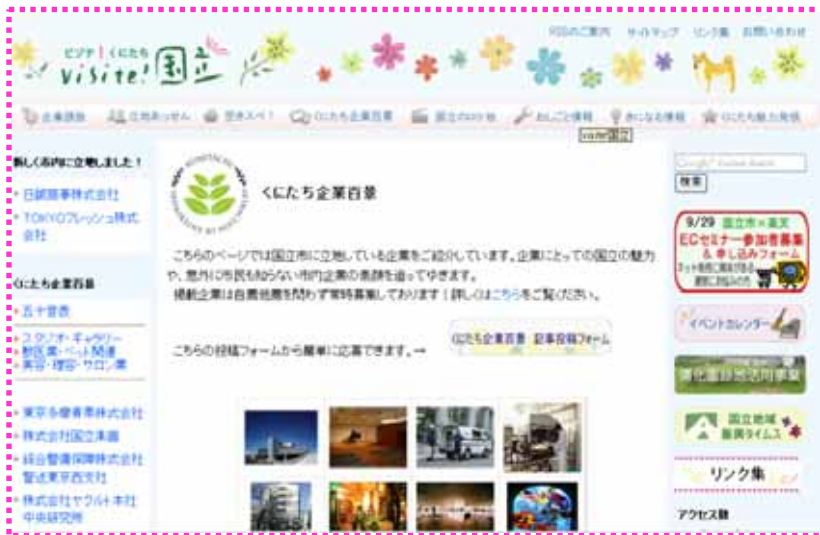 RSSのご案内 サイトマップ リンク集 お問い合わせ
ビジテ！くにたち
visite!国立
企業誘致 立地あっせん 空きスペ！ くにたち企業百景 国立のロケ地 おしごと情報 きになる情報 くにたち魅力発信
visite!国立
新しく市内に立地しました！
日誠商事株式会社
TOKYOフレッシュ株式
会社
くにたち企業百景
こちらのページでは国立市に立地している企業をご紹介しています。企業にとっての国立の魅力
や、意外に市民も知らない市内企業の素顔を追ってゆきます。
掲載企業は自薦他薦を問わず常時募集しております！詳しくはこちらをご覧ください。
こちらの投稿フォームから簡単に応募できます。→
くにたち企業百景 記事投稿フォーム
くにたち企業百景
五十音表
スタジオ・ギャラリー
獣医業・ペット関連
美容・理容・サロン業
東京多摩青果株式会社
株式会社国立楽器
綜合警備保障株式会社
警送東京西支社
株式会社ヤクルト本社
中央研究所
検索
9/29 国立市×楽天
ECセミナー参加者募集
& 申し込みフォーム
イベントカレンダー
国立地域
振興タイムス
リンク集
アクセス数